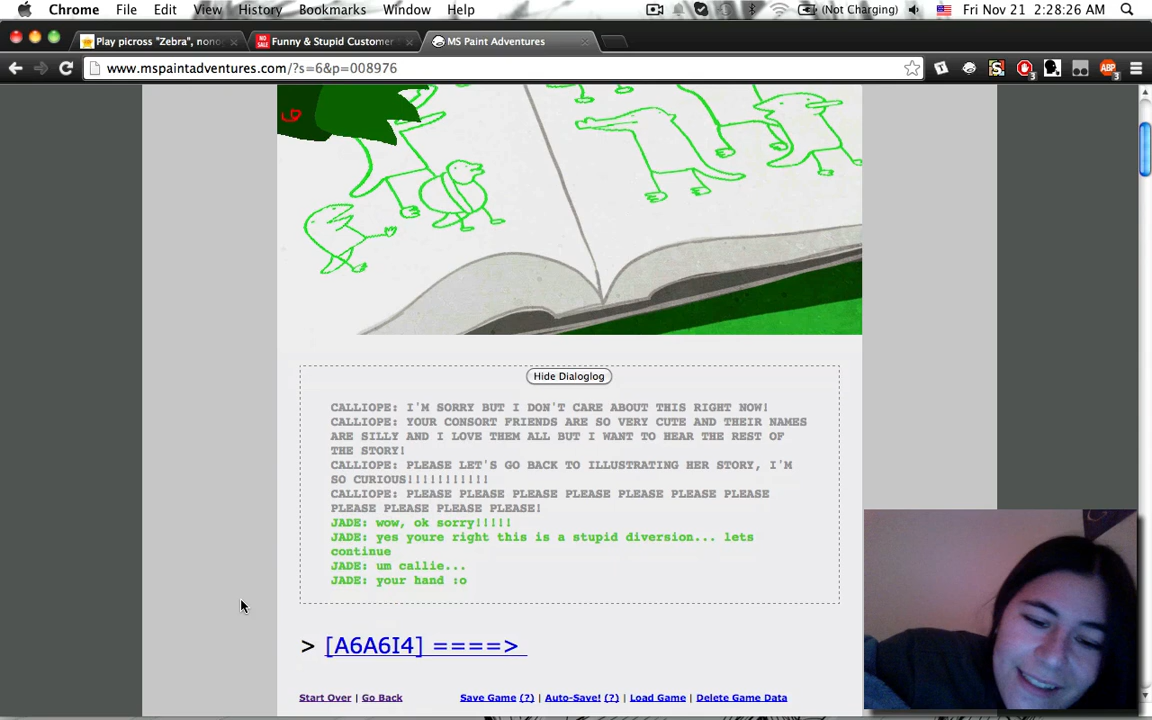 Chrome File Edit View History Bookmarks Window Help (Not Charging) Fri Nov 21 2:28:26 AM
Play picross "Zebra", nono NO SALE Funny & Stupid Customer MS Paint Adventures
www.mspaintadventures.com/?s=6&p=008976
Hide Dialoglog
CALLIOPE: I'M SORRY BUT I DON'T CARE ABOUT THIS RIGHT NOW!
CALLIOPE: YOUR CONSORT FRIENDS ARE SO VERY CUTE AND THEIR NAMES
ARE SILLY AND I LOVE THEM ALL BUT I WANT TO HEAR THE REST OF
THE STORY!
CALLIOPE: PLEASE LET'S GO BACK TO ILLUSTRATING HER STORY, I'M
SO CURIOUS!!!!!!!!!!!
CALLIOPE: PLEASE PLEASE PLEASE PLEASE PLEASE PLEASE PLEASE
PLEASE PLEASE PLEASE PLEASE!
JADE: wow, ok sorry!!!!!
JADE: yes youre right this is a stupid diversion... lets
continue
JADE: um callie...
JADE: your hand :o
> [A6A6I4] ====>
Start Over | Go Back Save Game (?) | Auto-Save! (?) | Load Game | Delete Game Data